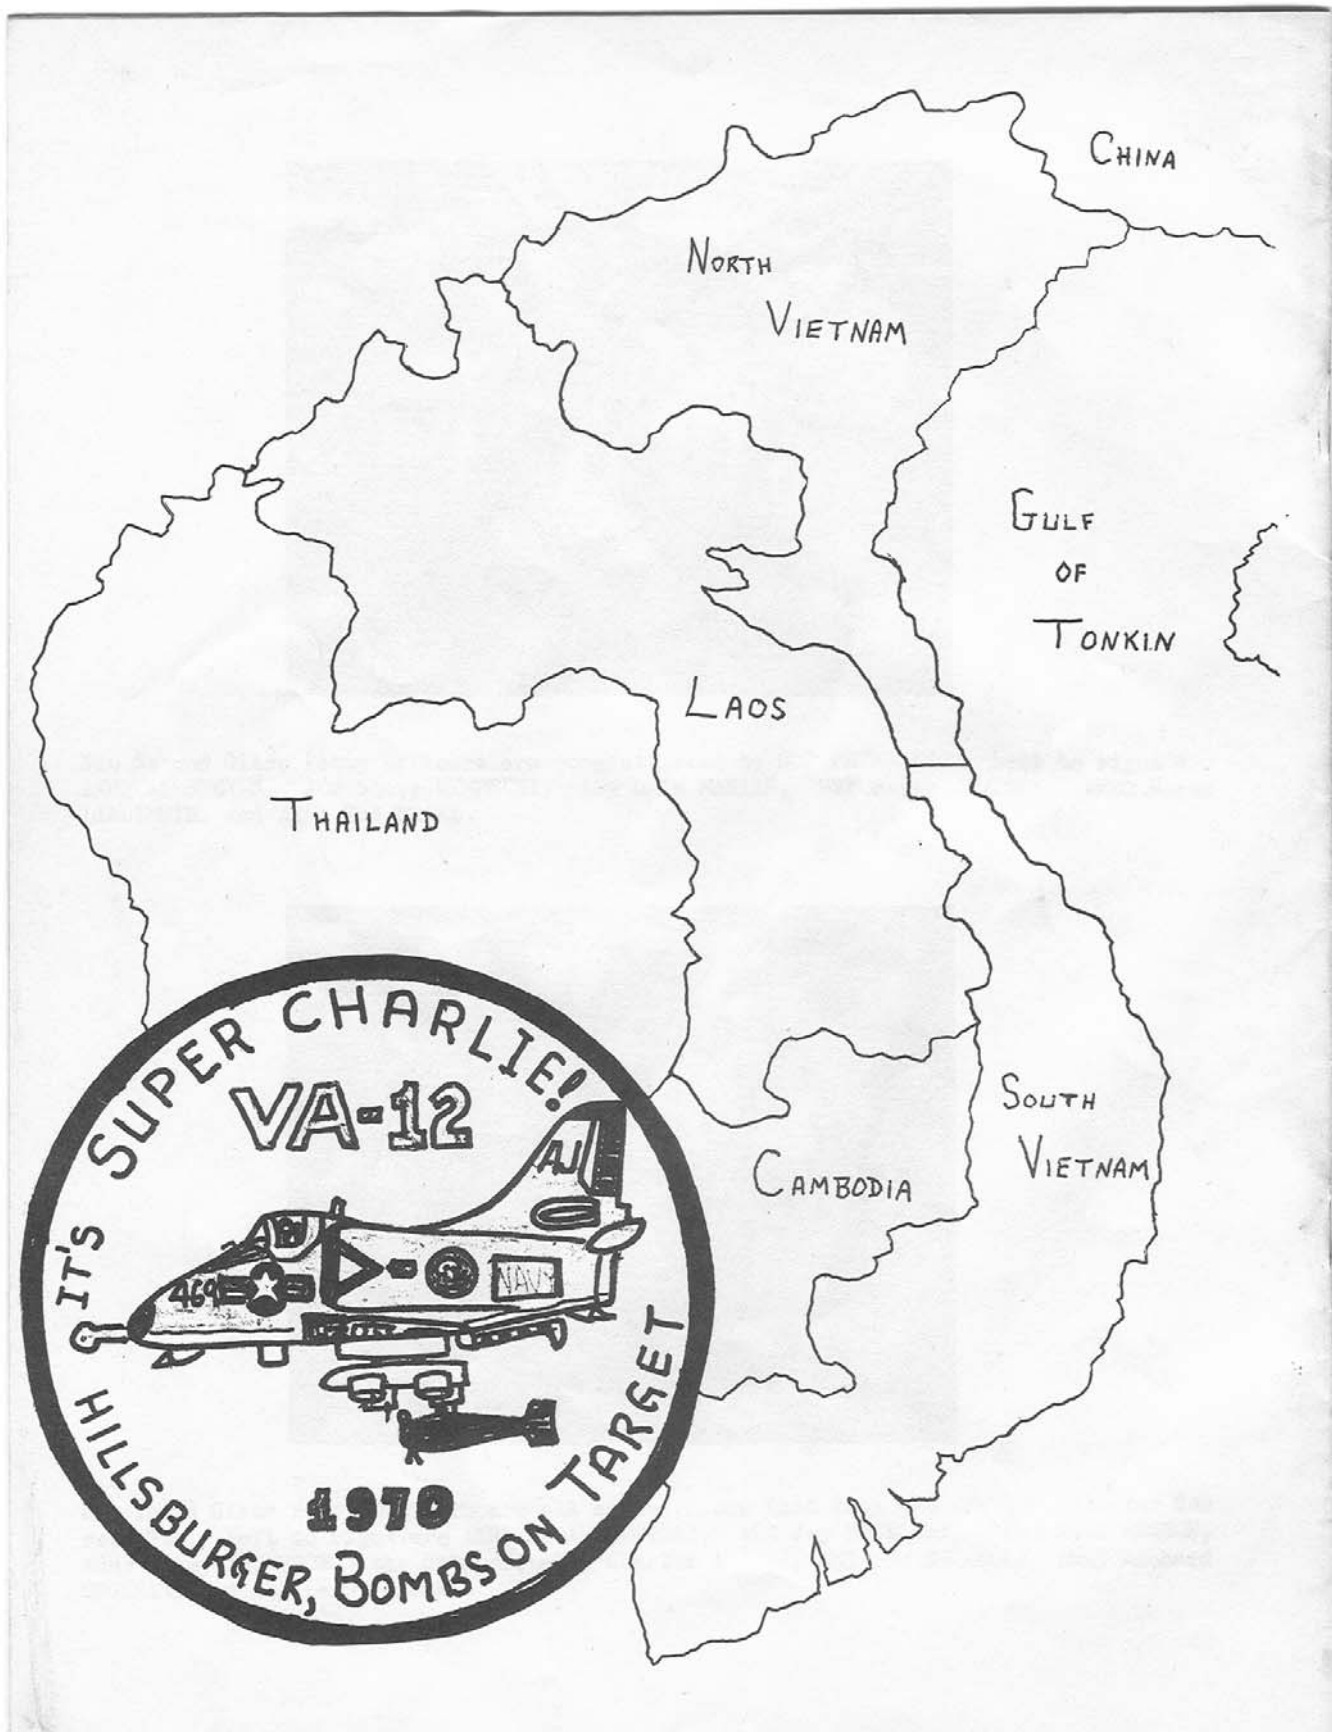 CHINA
NORTH
VIETNAM
GULF
OF
TONKIN
LAOS
THAILAND
SOUTH
VIETNAM
CAMBODIA
IT'S SUPER CHARLIE!
VA-12
AJ
469
NAVY
1970
HILLSBURGER, BOMBS ON TARGET